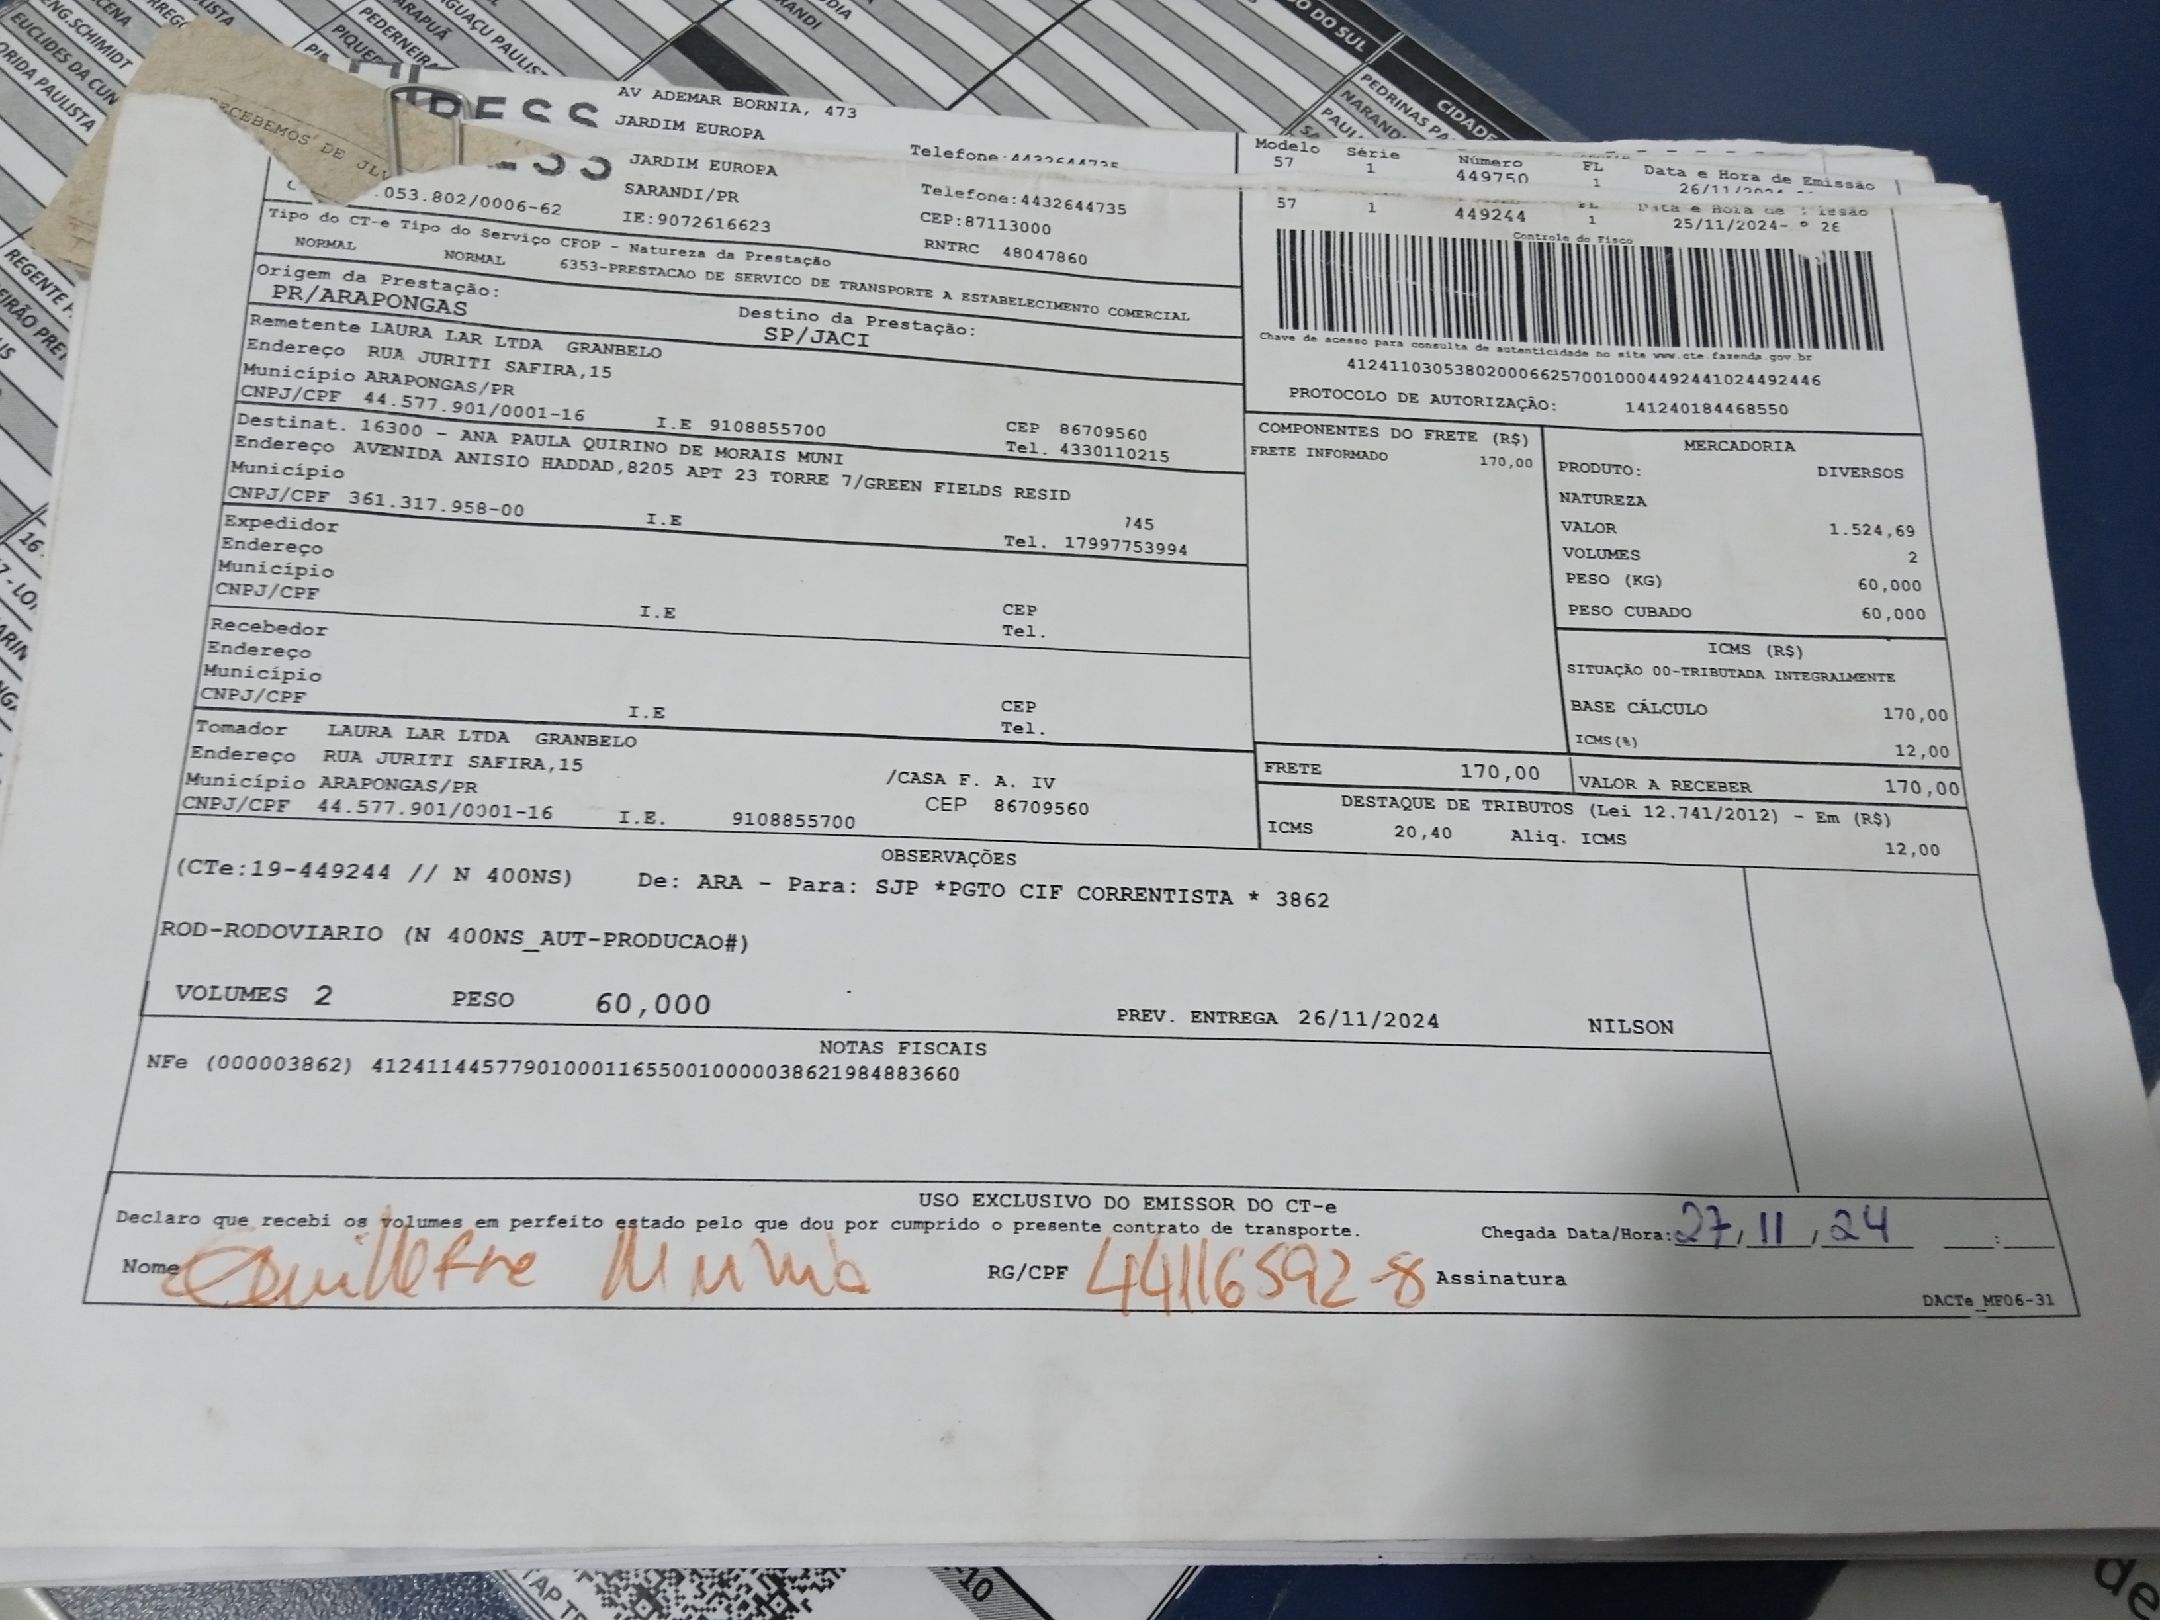 AV ADEMAR BORNIA, 473
JARDIM EUROPA
Telefone:4432644735
Modelo Série Número FL Data e Hora de Emissão
57 1 449750 1 26/11/2024
RECEBEMOS DE
JARDIM EUROPA
SARANDI/PR
Telefone:4432644735
.053.802/0006-62 IE:9072616623 CEP:87113000
RNTRC 48047860
57 1 449244 1 25/11/2024
Controle do Fisco
Tipo do CT-e Tipo do Serviço CFOP - Natureza da Prestação
NORMAL NORMAL 6353-PRESTACAO DE SERVICO DE TRANSPORTE A ESTABELECIMENTO COMERCIAL
Origem da Prestação: Destino da Prestação:
PR/ARAPONGAS SP/JACI
Chave de acesso para consulta de autenticidade no site www.cte.fazenda.gov.br
41241103053802000662570010004492441024492446
PROTOCOLO DE AUTORIZAÇÃO: 141240184468550
Remetente LAURA LAR LTDA GRANBELO
Endereço RUA JURITI SAFIRA,15
Município ARAPONGAS/PR CEP 86709560
CNPJ/CPF 44.577.901/0001-16 I.E 9108855700 Tel. 4330110215
Destinat. 16300 - ANA PAULA QUIRINO DE MORAIS MUNI
Endereço AVENIDA ANISIO HADDAD,8205 APT 23 TORRE 7/GREEN FIELDS RESID
Município 745
CNPJ/CPF 361.317.958-00 I.E Tel. 17997753994
Expedidor
Endereço
Município CEP
CNPJ/CPF I.E Tel.
Recebedor
Endereço
Município CEP
CNPJ/CPF I.E Tel.
Tomador LAURA LAR LTDA GRANBELO
Endereço RUA JURITI SAFIRA,15 /CASA F. A. IV
Município ARAPONGAS/PR CEP 86709560
CNPJ/CPF 44.577.901/0001-16 I.E. 9108855700
COMPONENTES DO FRETE (R$)
FRETE INFORMADO 170,00
MERCADORIA
PRODUTO: DIVERSOS
NATUREZA
VALOR 1.524,69
VOLUMES 2
PESO (KG) 60,000
PESO CUBADO 60,000
ICMS (R$)
SITUAÇÃO 00-TRIBUTADA INTEGRALMENTE
BASE CÁLCULO 170,00
ICMS(%) 12,00
FRETE 170,00 VALOR A RECEBER 170,00
DESTAQUE DE TRIBUTOS (Lei 12.741/2012) - Em (R$)
ICMS 20,40 Aliq. ICMS 12,00
OBSERVAÇÕES
(CTe:19-449244 // N 400NS) De: ARA - Para: SJP *PGTO CIF CORRENTISTA * 3862
ROD-RODOVIARIO (N 400NS_AUT-PRODUCAO#)
VOLUMES 2 PESO 60,000 PREV. ENTREGA 26/11/2024 NILSON
NOTAS FISCAIS
NFe (000003862) 41241144577901000116550010000038621984883660
USO EXCLUSIVO DO EMISSOR DO CT-e
Declaro que recebi os volumes em perfeito estado pelo que dou por cumprido o presente contrato de transporte. Chegada Data/Hora: 27/11/24 :
Nome RG/CPF 44116592-8 Assinatura
DACTe_MF06-31